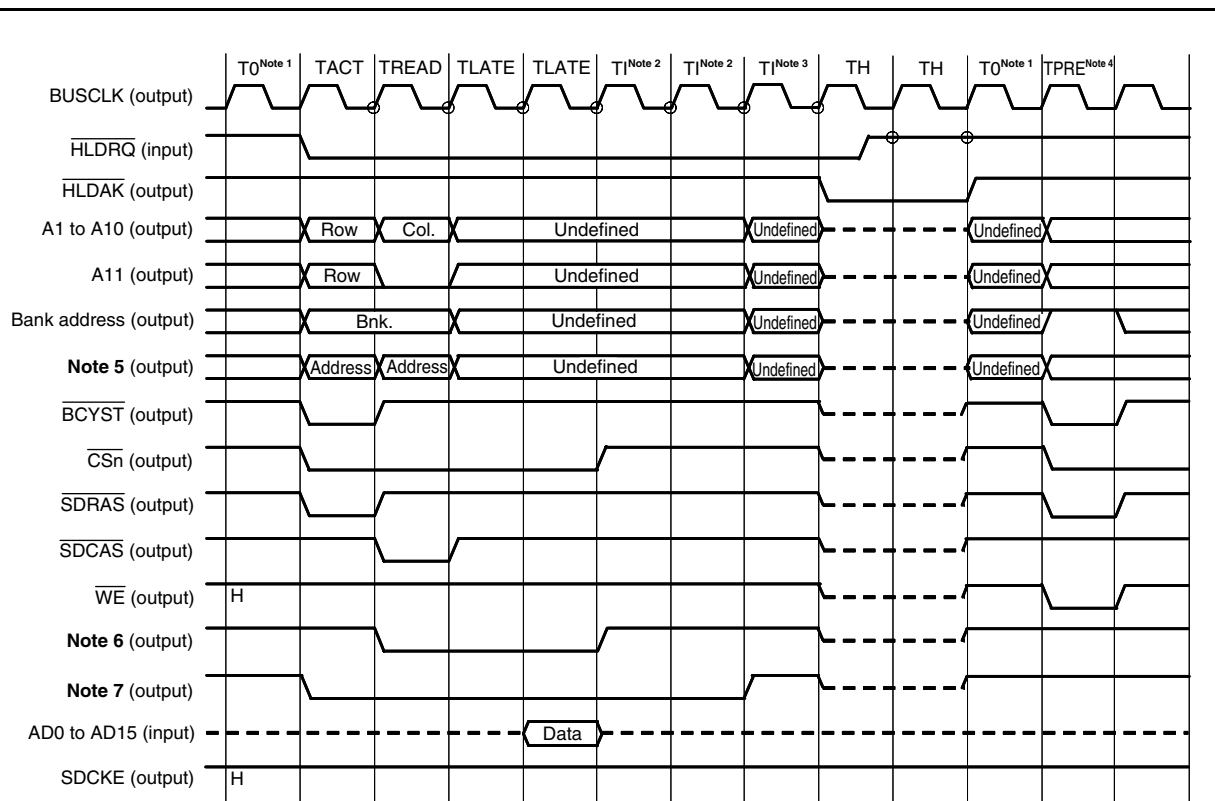 T0Note 1 TACT TREAD TLATE TLATE TINote 2 TINote 2 TINote 3 TH TH T0Note 1 TPRENote 4
BUSCLK (output)
HLDRQ (input)
HLDAK (output)
A1 to A10 (output) Row Col. Undefined Undefined Undefined
A11 (output) Row Undefined Undefined Undefined
Bank address (output) Bnk. Undefined Undefined Undefined
Note 5 (output) Address Address Undefined Undefined Undefined
BCYST (output)
CSn (output)
SDRAS (output)
SDCAS (output)
WE (output) H
Note 6 (output)
Note 7 (output)
AD0 to AD15 (input) Data
SDCKE (output) H